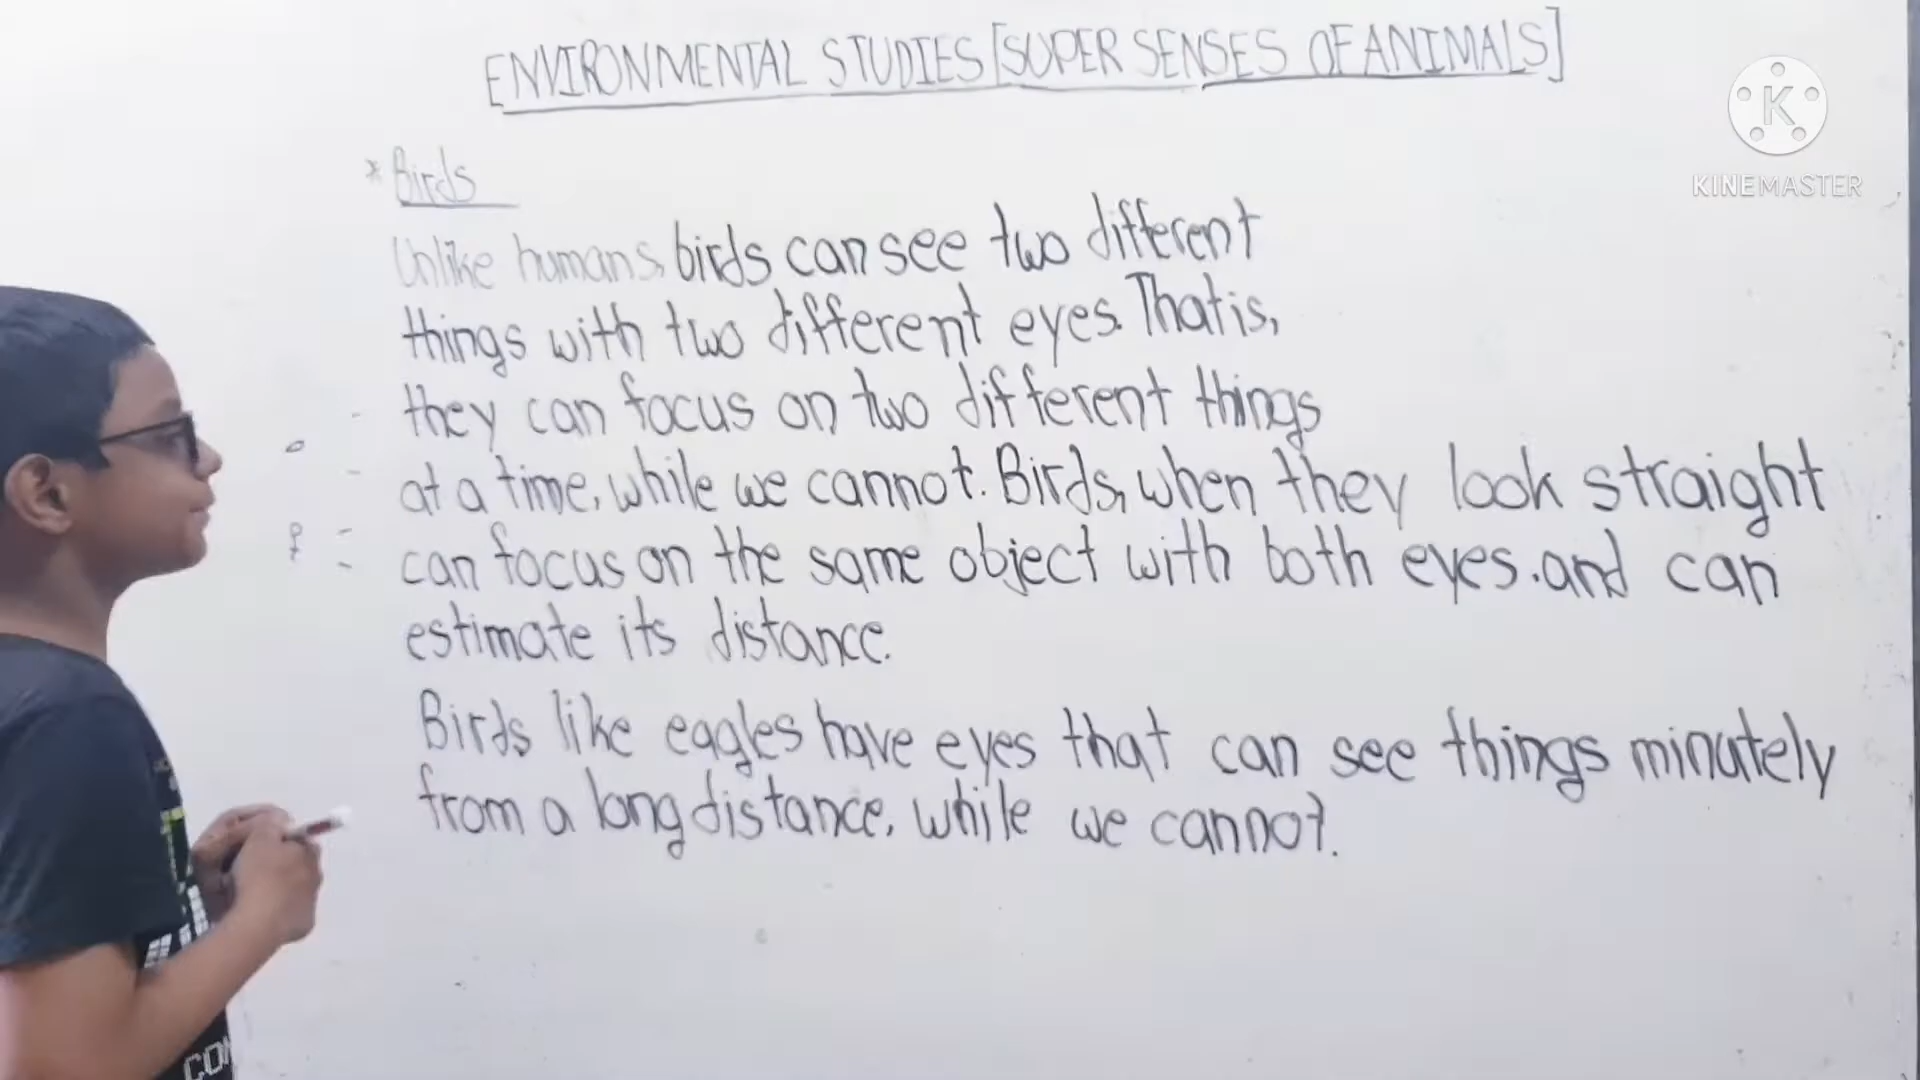 ENVIRONMENTAL STUDIES [SUPER SENSES OF ANIMALS]
K
KINEMASTER
* Birds
Unlike humans, birds can see two different
things with two different eyes. That is,
they can focus on two different things
at a time, while we cannot. Birds, when they look straight
can focus on the same object with both eyes. and can
estimate its distance.
Birds like eagles have eyes that can see things minutely
from a long distance, while we cannot.
CON